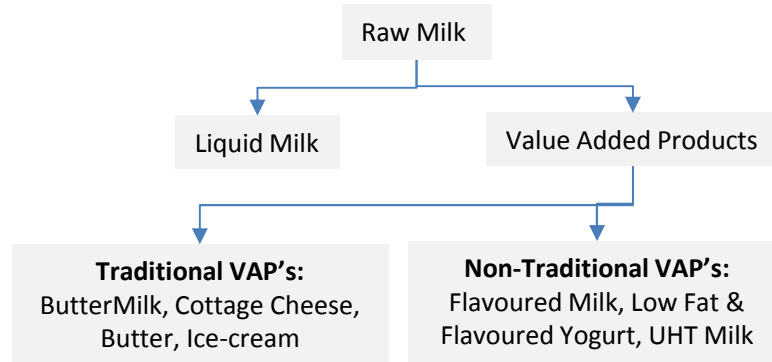 Raw Milk
Liquid Milk
Value Added Products
Traditional VAP's:
ButterMilk, Cottage Cheese,
Butter, Ice-cream
Non-Traditional VAP's:
Flavoured Milk, Low Fat &
Flavoured Yogurt, UHT Milk